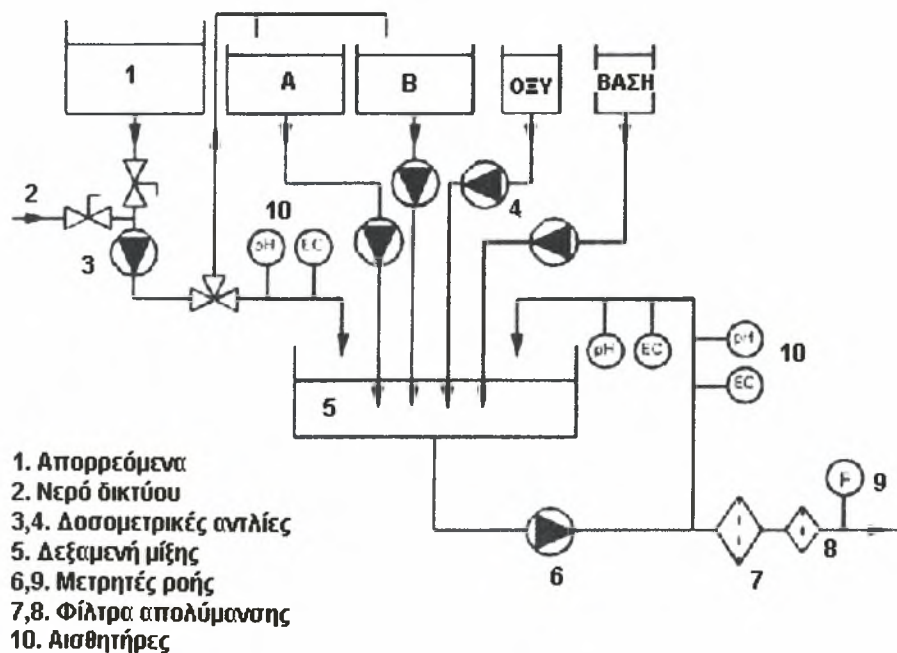 1
A
B
ΟΞΥ
ΒΑΣΗ
2
10
4
pH
EC
3
pH
EC
pH
10
EC
5
F
9
6
7
8
1. Απορρεόμενα
2. Νερό δικτύου
3,4. Δοσομετρικές αντλίες
5. Δεξαμενή μίξης
6,9. Μετρητές ροής
7,8. Φίλτρα απολύμανσης
10. Αισθητήρες